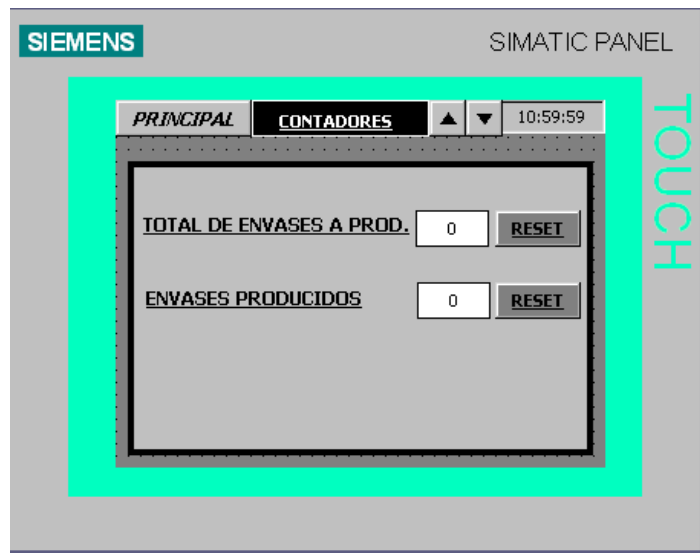 SIEMENS
SIMATIC PANEL
TOUCH
PRINCIPAL CONTADORES ▲ ▼ 10:59:59
TOTAL DE ENVASES A PROD. 0 RESET
ENVASES PRODUCIDOS 0 RESET